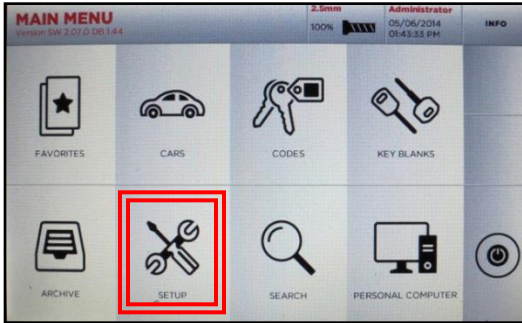 MAIN MENU
Version SW 2.07.0 DB 1.44
2.5mm
100%
Administrator
05/06/2014
01:43:33 PM
INFO
FAVORITES
CARS
CODES
KEY BLANKS
ARCHIVE
SETUP
SEARCH
PERSONAL COMPUTER